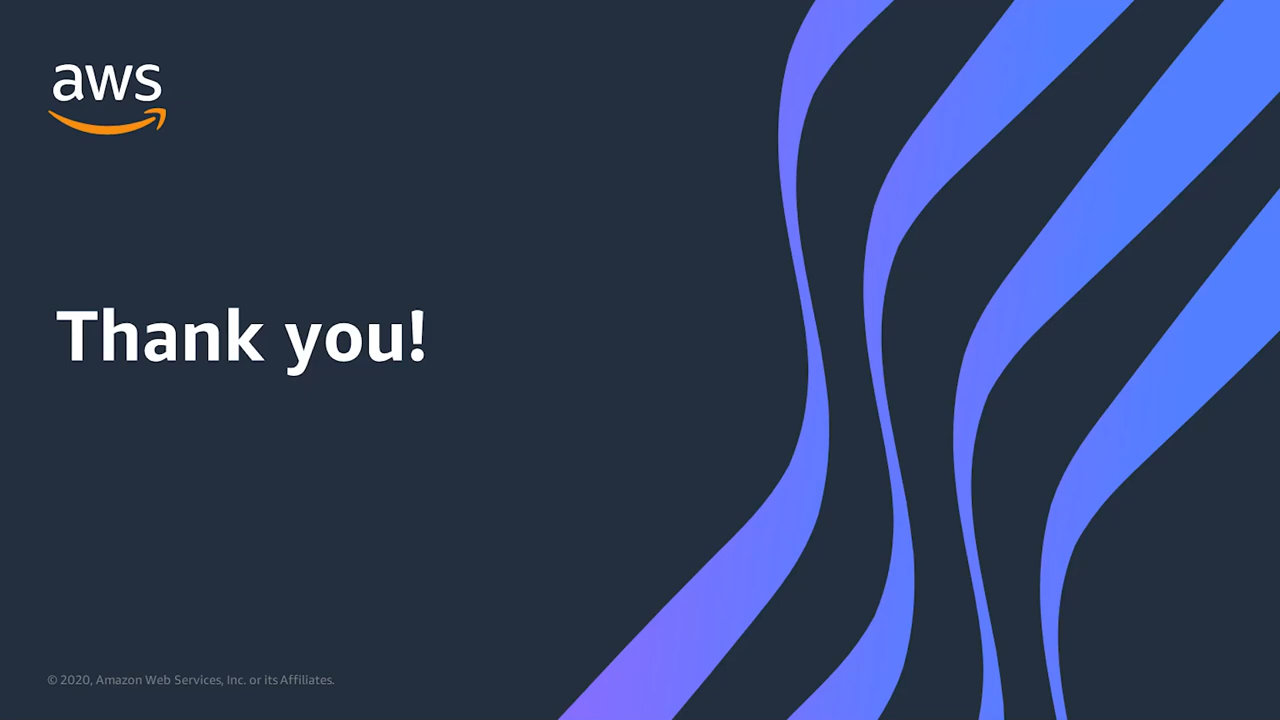 aws
Thank you!
© 2020, Amazon Web Services, Inc. or its Affiliates.